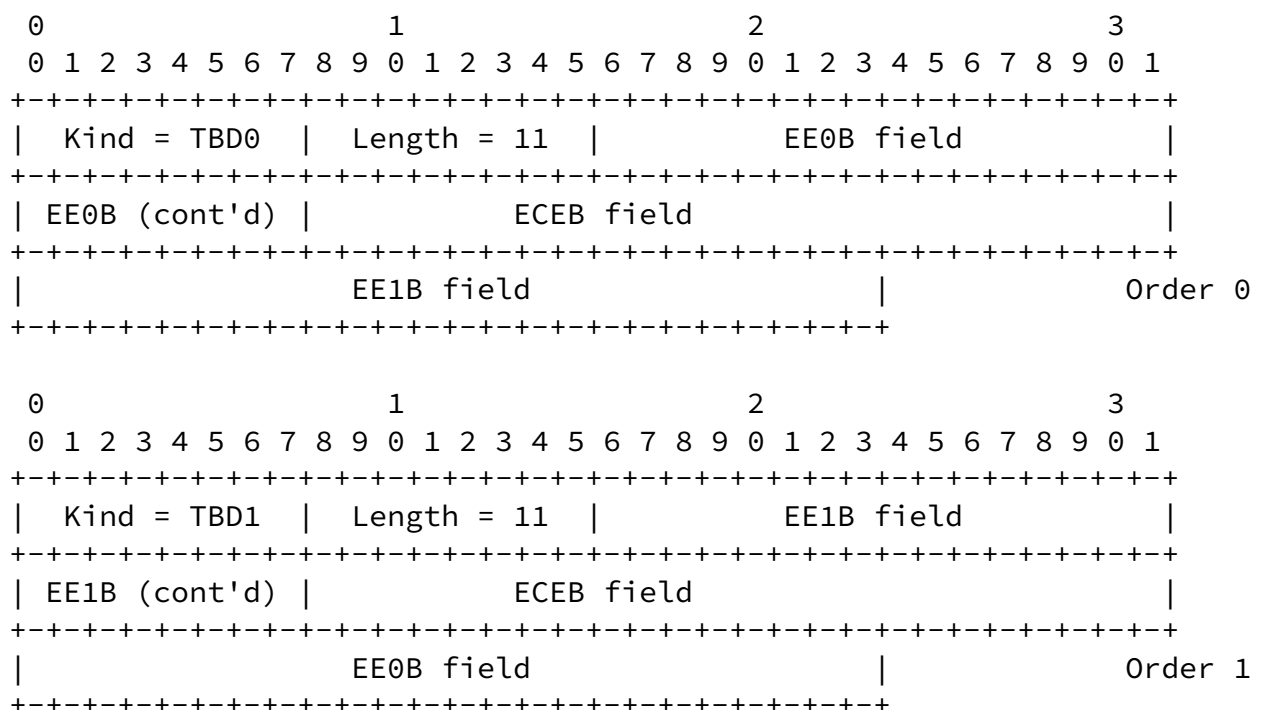 0                   1                   2                   3
 0 1 2 3 4 5 6 7 8 9 0 1 2 3 4 5 6 7 8 9 0 1 2 3 4 5 6 7 8 9 0 1
+-+-+-+-+-+-+-+-+-+-+-+-+-+-+-+-+-+-+-+-+-+-+-+-+-+-+-+-+-+-+-+-+
|  Kind = TBD0  |  Length = 11  |          EE0B field           |
+-+-+-+-+-+-+-+-+-+-+-+-+-+-+-+-+-+-+-+-+-+-+-+-+-+-+-+-+-+-+-+-+
| EE0B (cont'd) |           ECEB field                          |
+-+-+-+-+-+-+-+-+-+-+-+-+-+-+-+-+-+-+-+-+-+-+-+-+-+-+-+-+-+-+-+-+
|                  EE1B field                   |             Order 0
+-+-+-+-+-+-+-+-+-+-+-+-+-+-+-+-+-+-+-+-+-+-+-+-+

 0                   1                   2                   3
 0 1 2 3 4 5 6 7 8 9 0 1 2 3 4 5 6 7 8 9 0 1 2 3 4 5 6 7 8 9 0 1
+-+-+-+-+-+-+-+-+-+-+-+-+-+-+-+-+-+-+-+-+-+-+-+-+-+-+-+-+-+-+-+-+
|  Kind = TBD1  |  Length = 11  |          EE1B field           |
+-+-+-+-+-+-+-+-+-+-+-+-+-+-+-+-+-+-+-+-+-+-+-+-+-+-+-+-+-+-+-+-+
| EE1B (cont'd) |           ECEB field                          |
+-+-+-+-+-+-+-+-+-+-+-+-+-+-+-+-+-+-+-+-+-+-+-+-+-+-+-+-+-+-+-+-+
|                  EE0B field                   |             Order 1
+-+-+-+-+-+-+-+-+-+-+-+-+-+-+-+-+-+-+-+-+-+-+-+-+